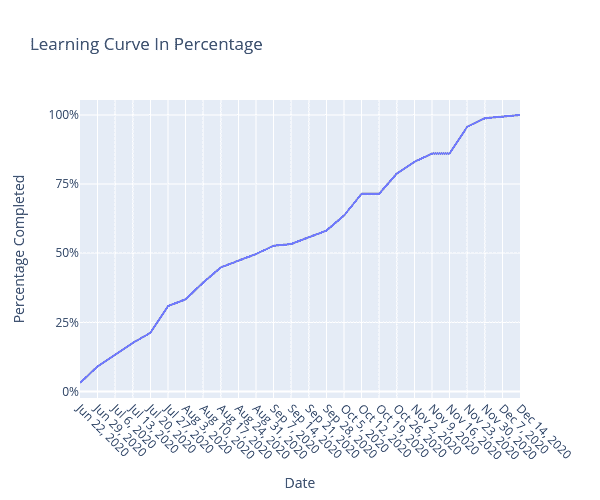 Learning Curve In Percentage
100%
75%
50%
25%
0%
Percentage Completed
Jun 22, 2020
Jun 29, 2020
Jul 6, 2020
Jul 13, 2020
Jul 20, 2020
Jul 27, 2020
Aug 3, 2020
Aug 10, 2020
Aug 17, 2020
Aug 24, 2020
Aug 31, 2020
Sep 7, 2020
Sep 14, 2020
Sep 21, 2020
Sep 28, 2020
Oct 5, 2020
Oct 12, 2020
Oct 19, 2020
Oct 26, 2020
Nov 2, 2020
Nov 9, 2020
Nov 16, 2020
Nov 23, 2020
Nov 30, 2020
Dec 7, 2020
Dec 14, 2020
Date